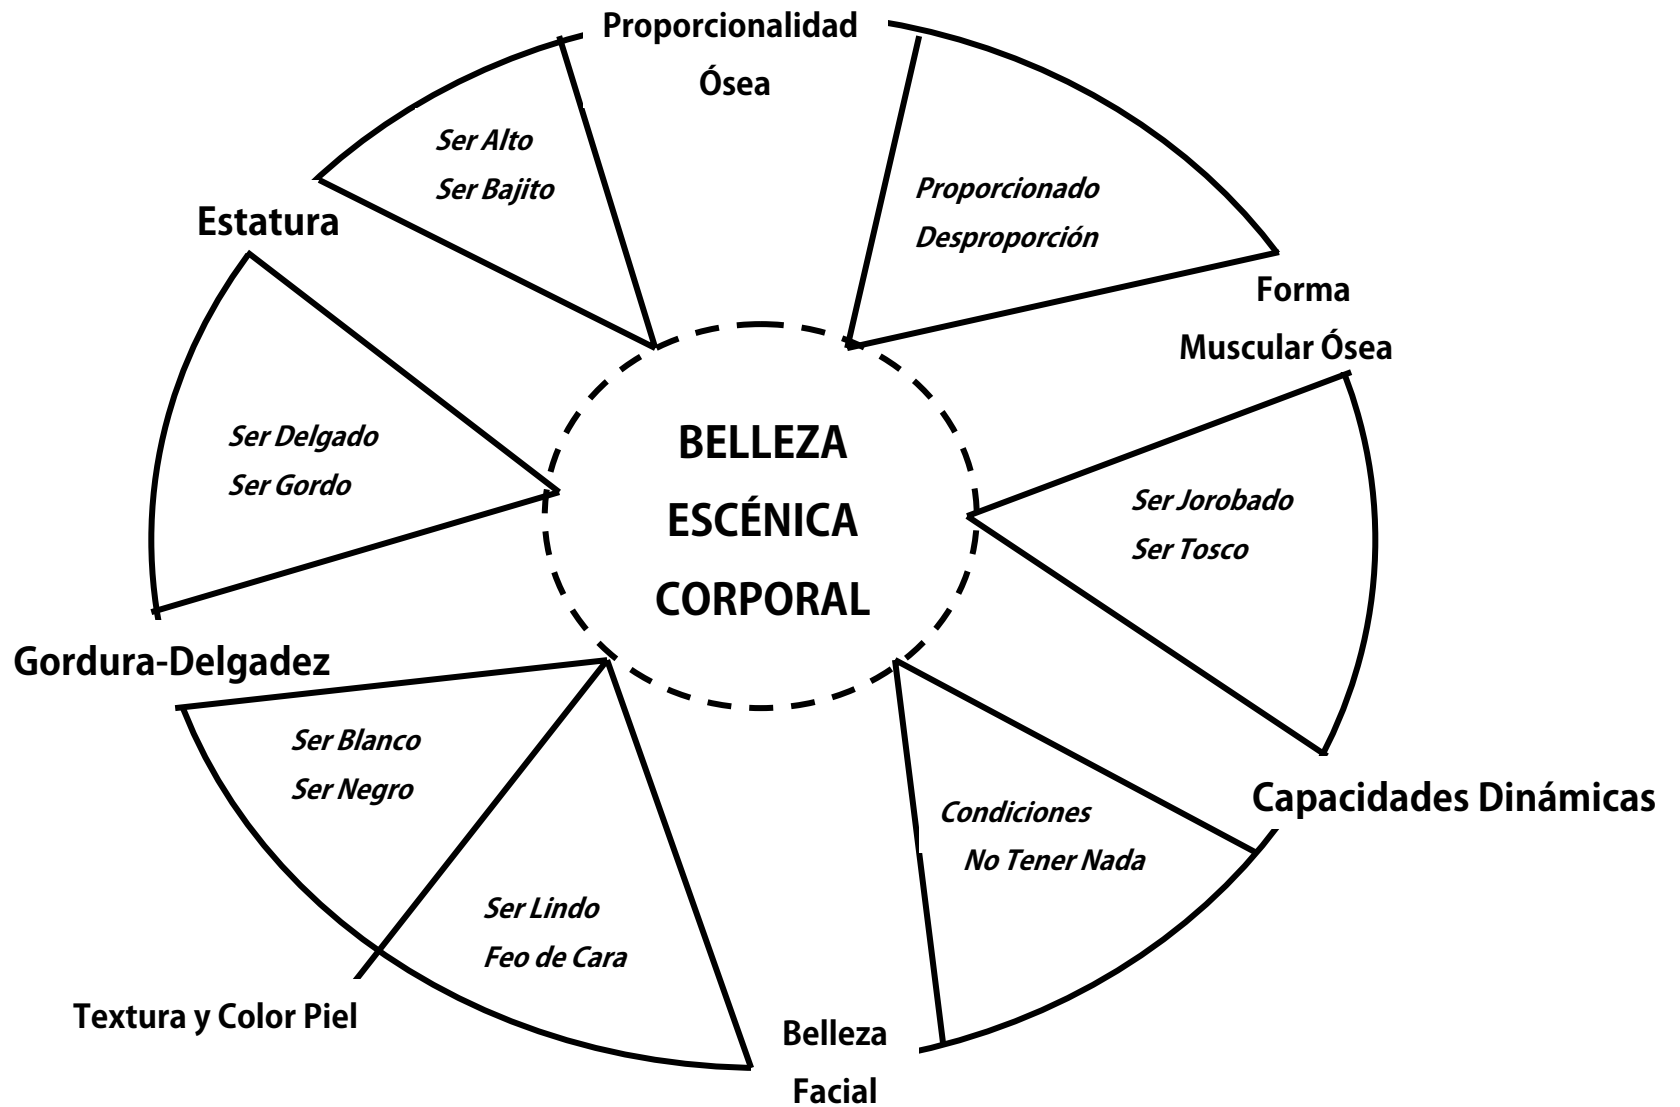 Proporcionalidad
Ósea
Ser Alto
Ser Bajito
Proporcionado
Desproporción
Estatura
Forma
Muscular Ósea
Ser Delgado
Ser Gordo
BELLEZA
ESCÉNICA
CORPORAL
Ser Jorobado
Ser Tosco
Gordura-Delgadez
Ser Blanco
Ser Negro
Capacidades Dinámicas
Condiciones
No Tener Nada
Ser Lindo
Feo de Cara
Textura y Color Piel
Belleza
Facial